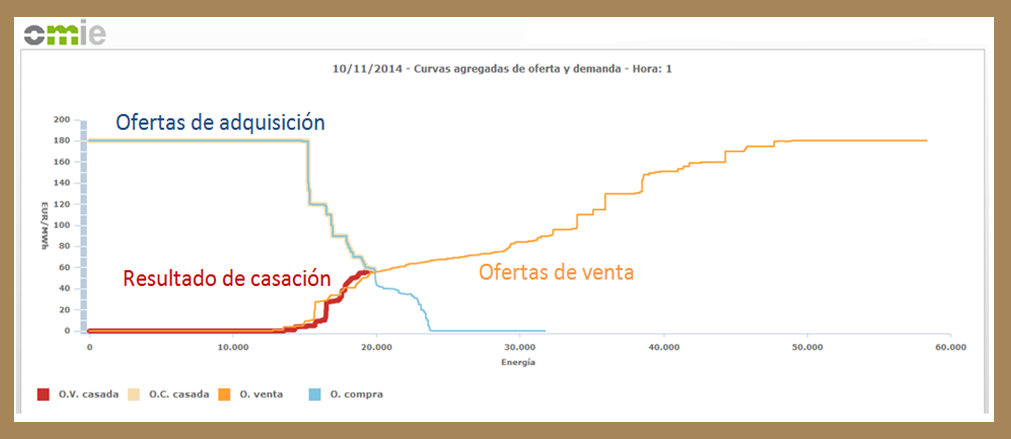 omie
10/11/2014 - Curvas agregadas de oferta y demanda - Hora: 1
Ofertas de adquisición
200
180
160
140
120
100
80
60
40
20
0
EUR/MWh
Resultado de casación
Ofertas de venta
0
10.000
20.000
30.000
40.000
50.000
60.000
Energía
O.V. casada
O.C. casada
O. venta
O. compra